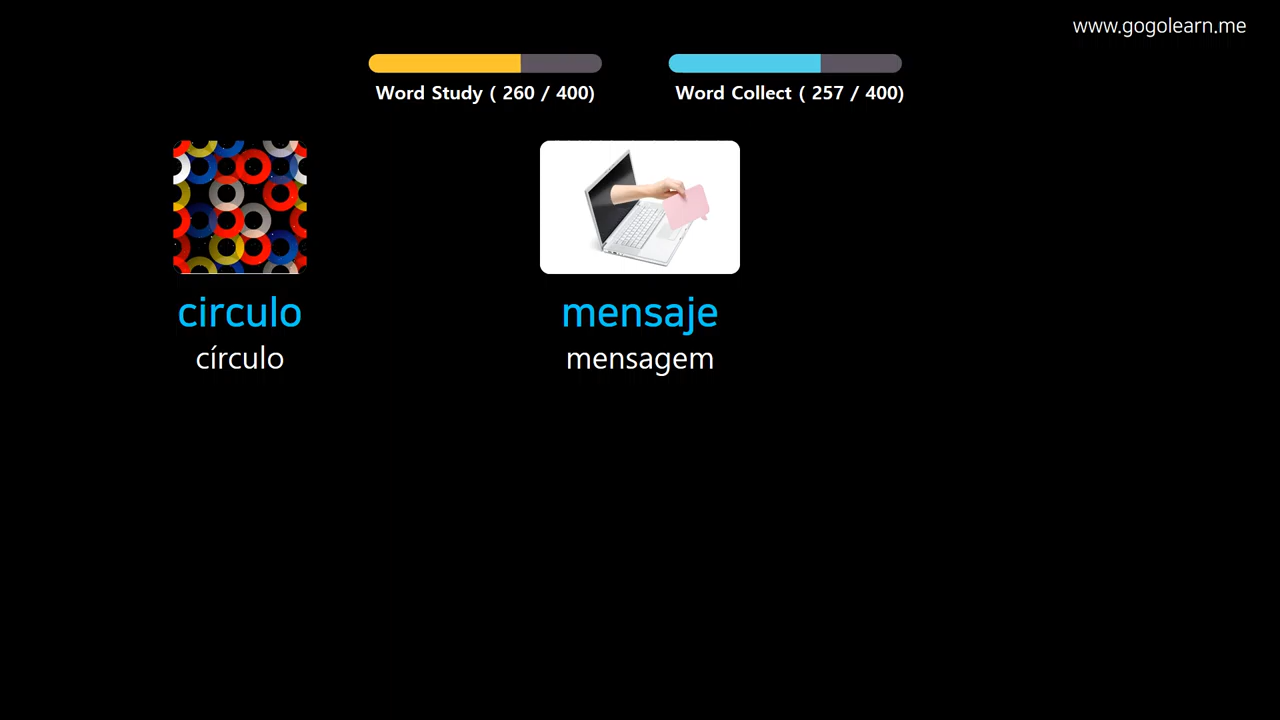 www.gogolearn.me
Word Study ( 260 / 400)
Word Collect ( 257 / 400)
circulo
mensaje
círculo
mensagem